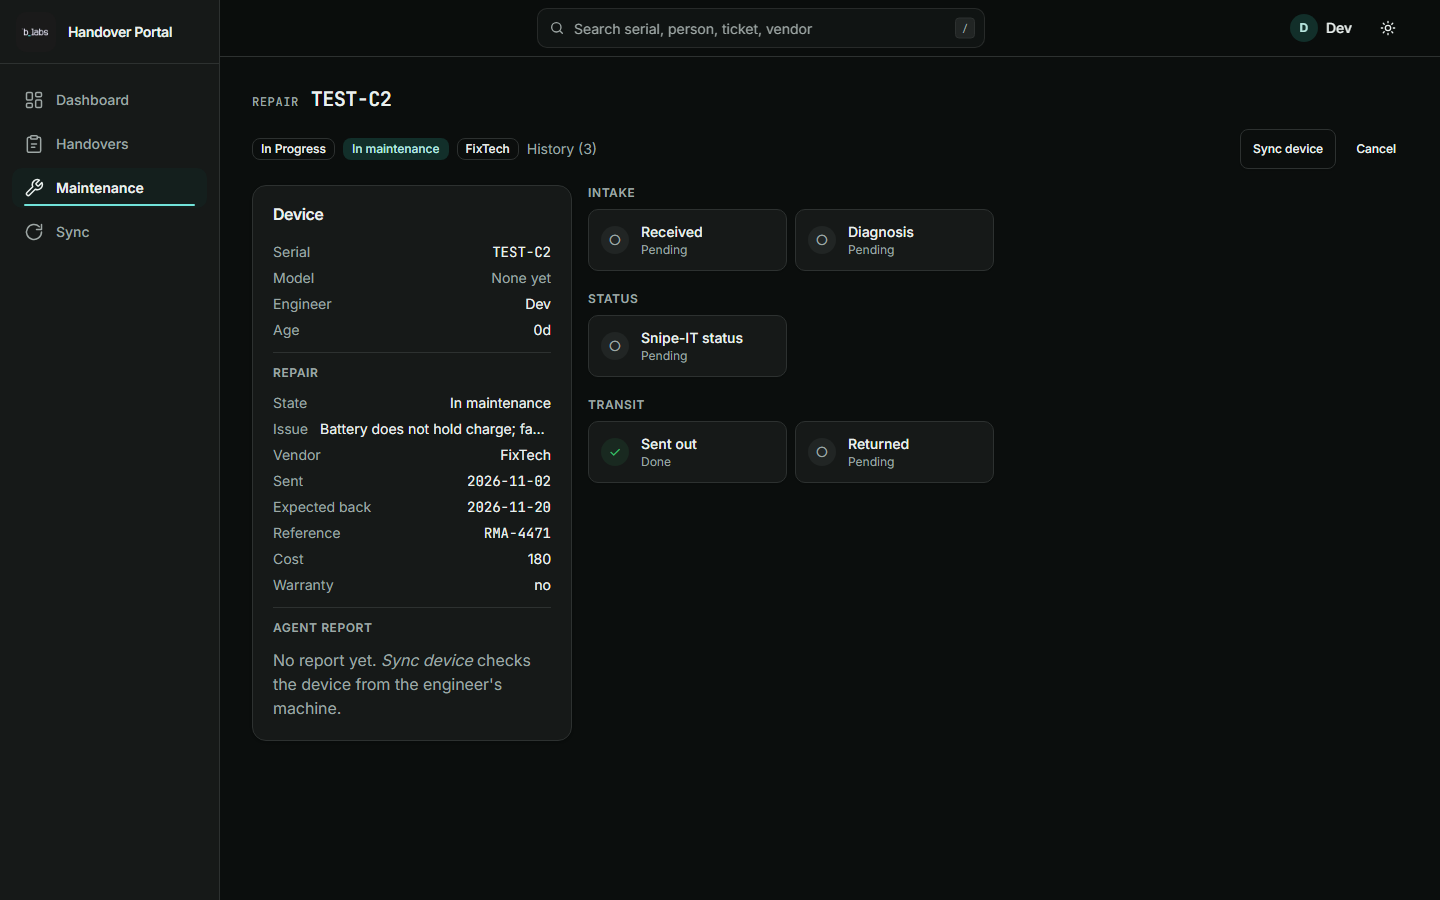 b_labs
Handover Portal
Search serial, person, ticket, vendor
/
D
Dev
Dashboard
Handovers
Maintenance
Sync
REPAIR TEST-C2
In Progress
In maintenance
FixTech
History (3)
Sync device
Cancel
Device
Serial TEST-C2
Model None yet
Engineer Dev
Age 0d
REPAIR
State In maintenance
Issue Battery does not hold charge; fa...
Vendor FixTech
Sent 2026-11-02
Expected back 2026-11-20
Reference RMA-4471
Cost 180
Warranty no
AGENT REPORT
No report yet. Sync device checks
the device from the engineer's
machine.
INTAKE
Received
Pending
Diagnosis
Pending
STATUS
Snipe-IT status
Pending
TRANSIT
Sent out
Done
Returned
Pending